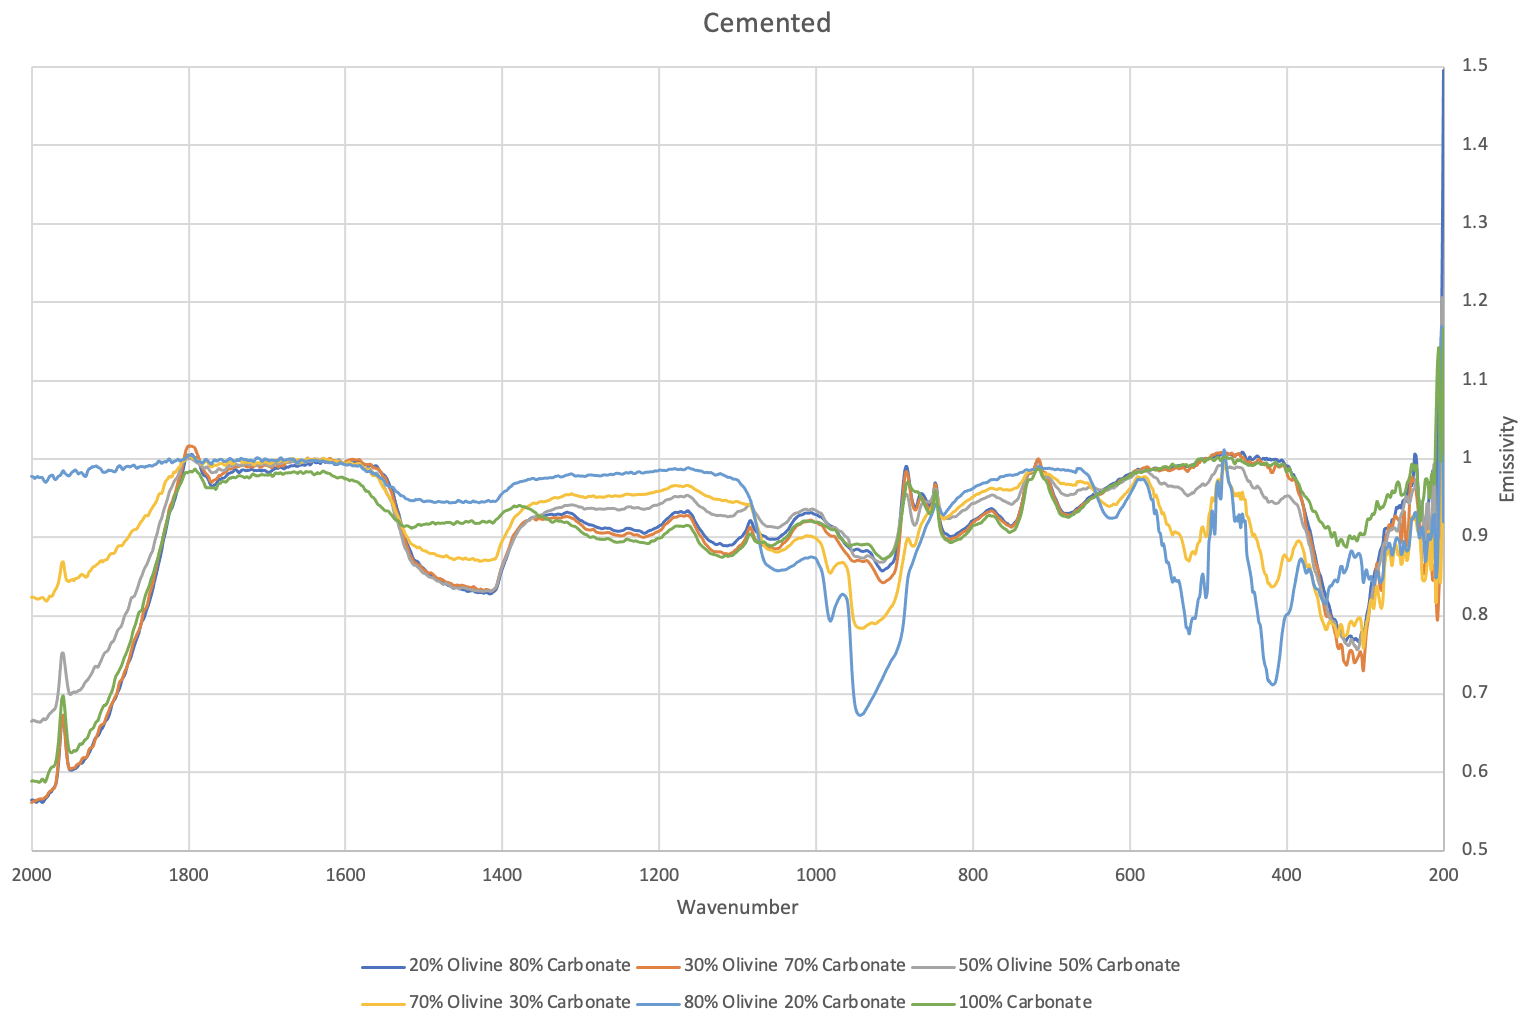 Cemented
1.5
1.4
1.3
1.2
1.1
1
0.9
0.8
0.7
0.6
0.5
Emissivity
2000 1800 1600 1400 1200 1000 800 600 400 200
Wavenumber
20% Olivine 80% Carbonate 30% Olivine 70% Carbonate 50% Olivine 50% Carbonate
70% Olivine 30% Carbonate 80% Olivine 20% Carbonate 100% Carbonate